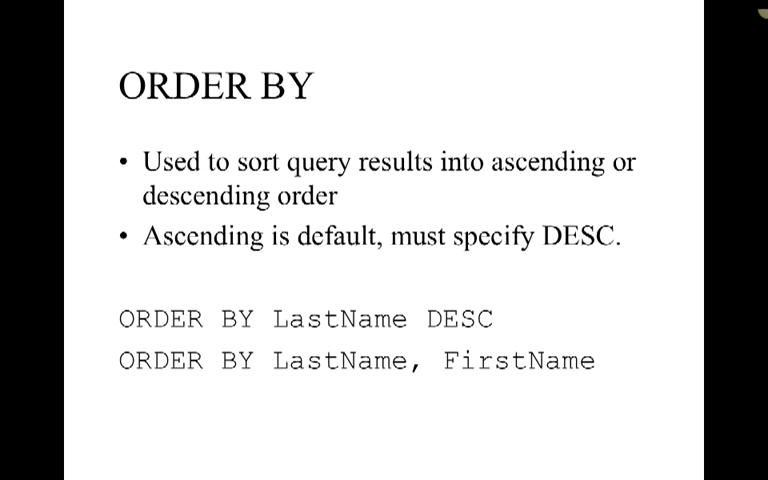 ORDER BY
• Used to sort query results into ascending or
descending order
• Ascending is default, must specify DESC.
ORDER BY LastName DESC
ORDER BY LastName, FirstName